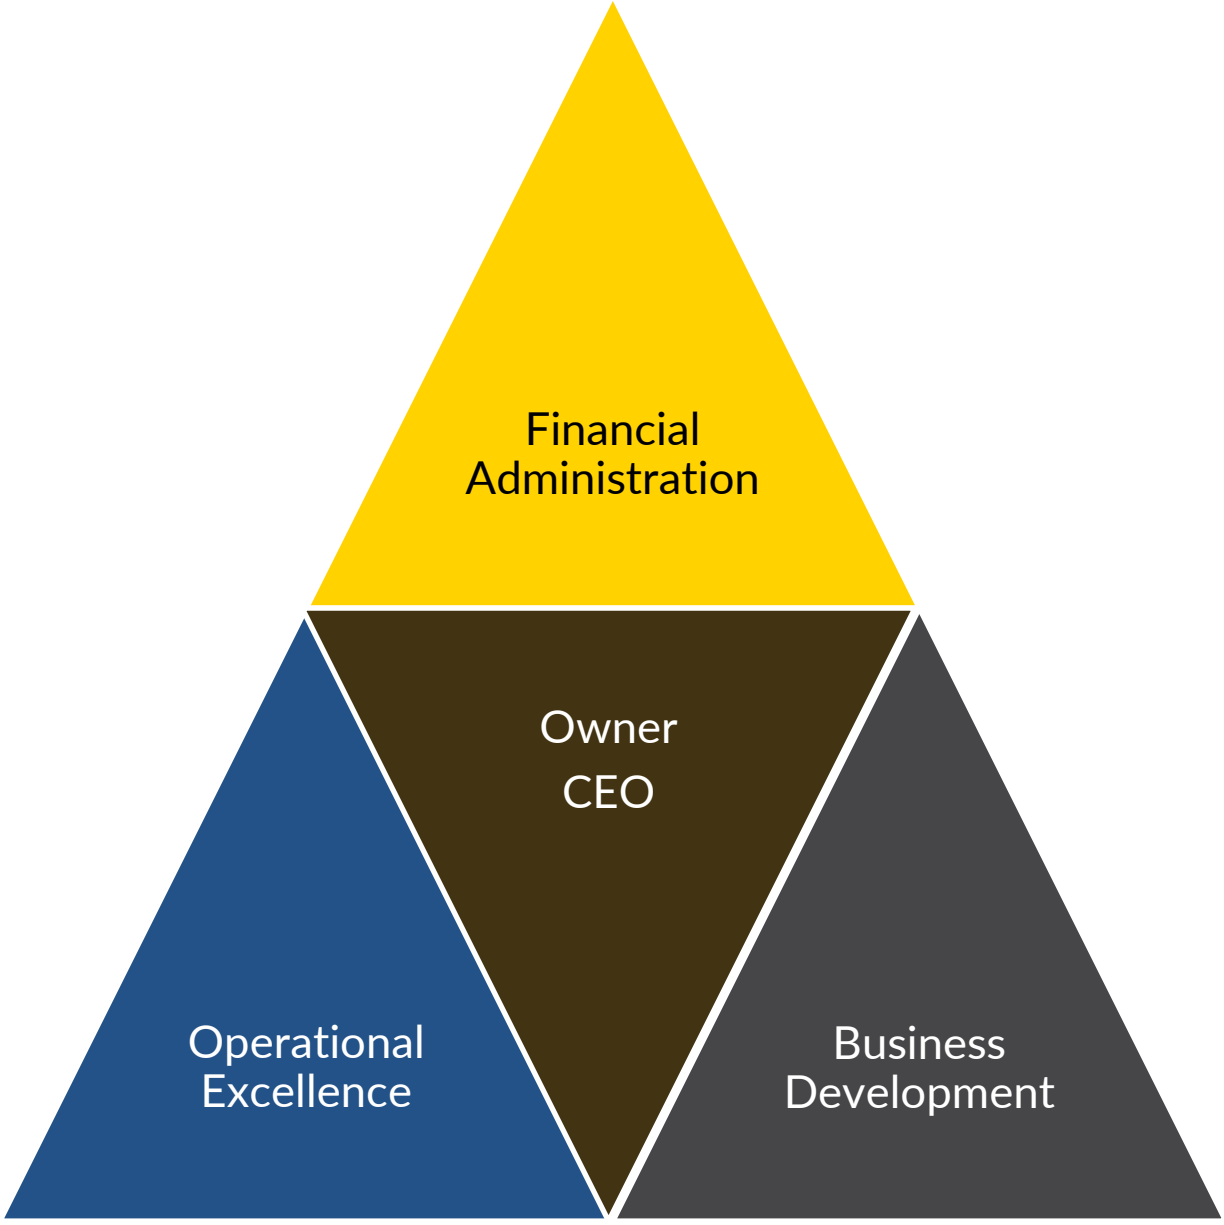 Financial
Administration
Owner
CEO
Operational
Excellence
Business
Development